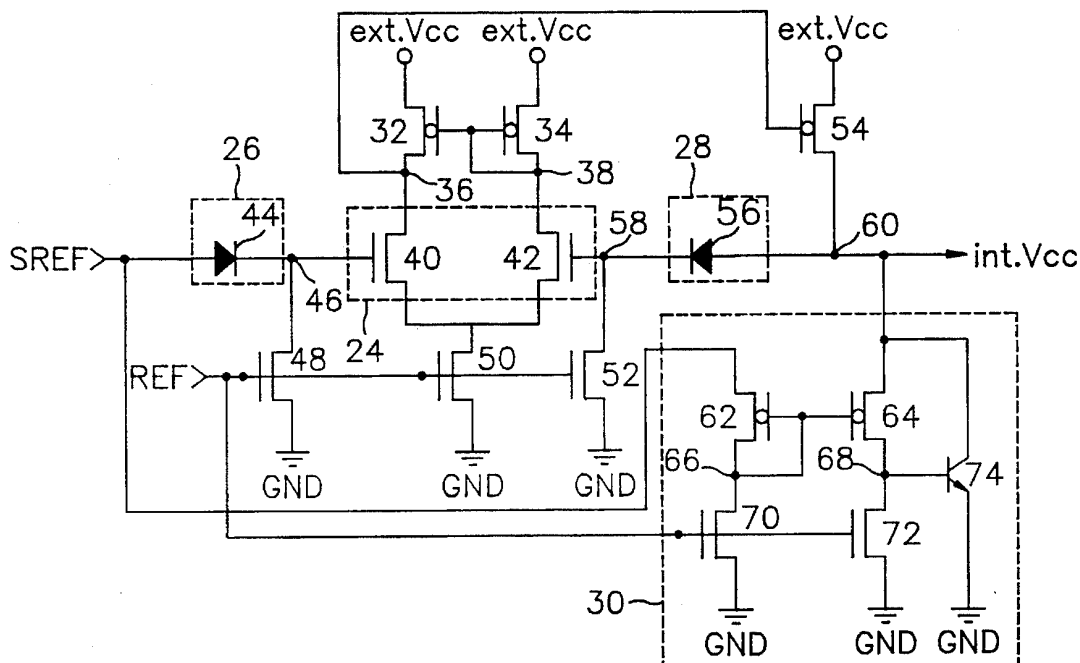 ext.Vcc ext.Vcc ext.Vcc
32 34 54
26 28
36 38
44 56 60
SREF 40 42 58 int.Vcc
46
24
REF 48 50 52
62 64
GND GND GND
66 68 74
70 72
30
GND GND GND